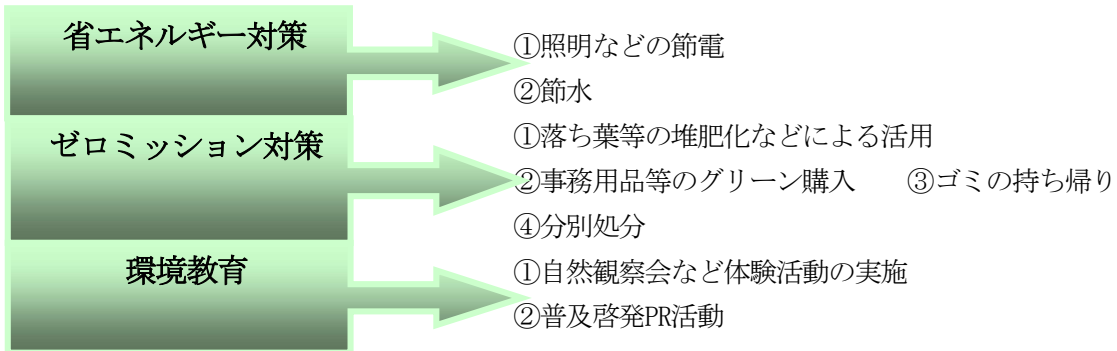 省エネルギー対策
①照明などの節電
②節水
ゼロミッション対策
①落ち葉等の堆肥化などによる活用
②事務用品等のグリーン購入　　③ゴミの持ち帰り
④分別処分
環境教育
①自然観察会など体験活動の実施
②普及啓発PR活動